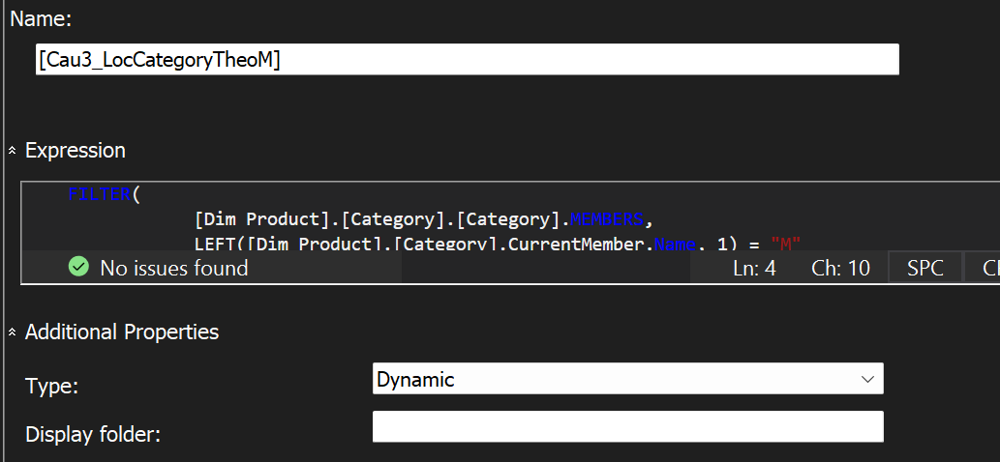 Name:
[Cau3_LocCategoryTheoM]
Expression
FILTER(
[Dim Product].[Category].[Category].MEMBERS,
LEFT([Dim Product].[Category].CurrentMember.Name, 1) = "M"
No issues found Ln: 4 Ch: 10 SPC
Additional Properties
Type: Dynamic
Display folder: